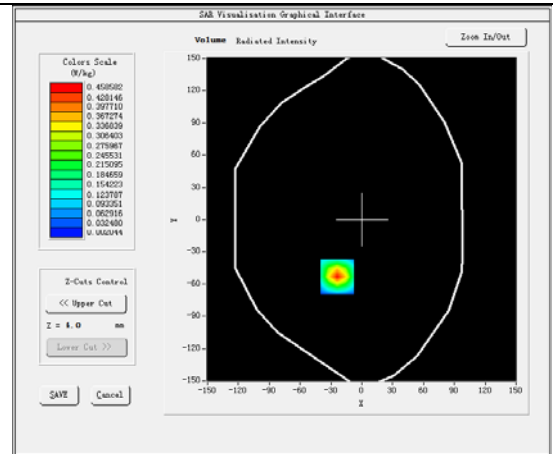 SAR Visualisation Graphical Interface
Volume Radiated Intensity
Zoom In/Out
Colors Scale
(W/kg)
0.458582
0.428146
0.397710
0.367274
0.336839
0.306403
0.275967
0.245531
0.215095
0.184659
0.154223
0.123787
0.093351
0.062916
0.032480
0.002044
Z-Cuts Control
<< Upper Cut
Z = 4.0 mm
Lower Cut >>
SAVE Cancel
150
120
90
60
30
0
-30
-60
-90
-120
-150
Y
-150 -120 -90 -60 -30 0 30 60 90 120 150
X